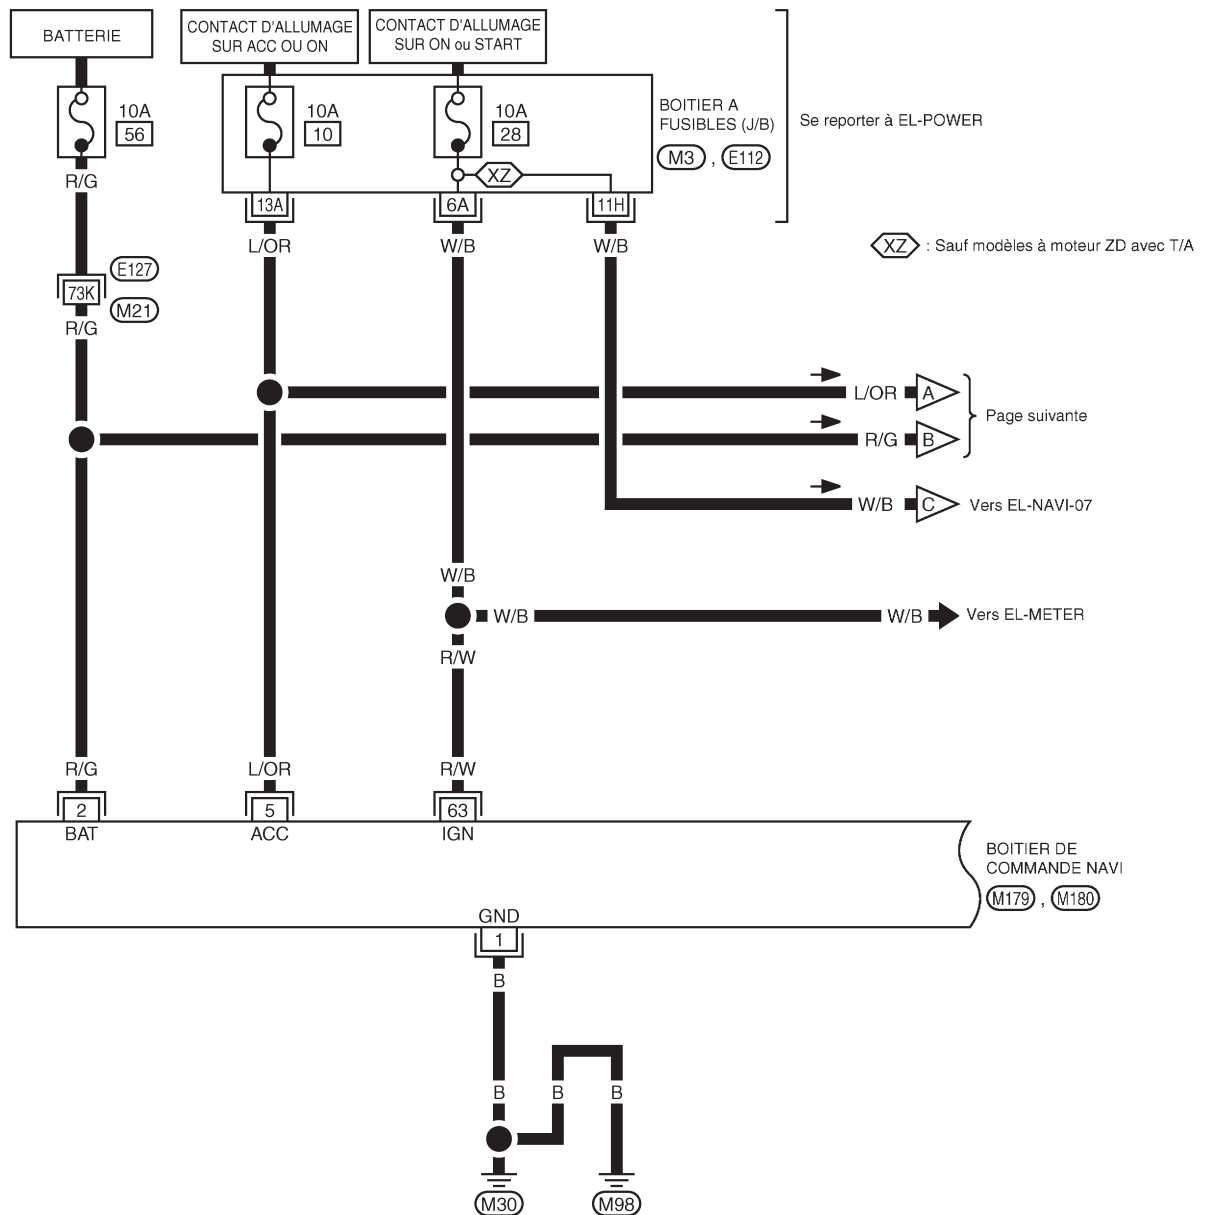 BATTERIE
CONTACT D'ALLUMAGE
SUR ACC OU ON
CONTACT D'ALLUMAGE
SUR ON ou START
10A
56
10A
10
10A
28
BOITIER A
FUSIBLES (J/B)
M3 , E112
Se reporter à EL-POWER
XZ
R/G
13A
6A
11H
L/OR
W/B
W/B
XZ : Sauf modèles à moteur ZD avec T/A
E127
73K
M21
R/G
L/OR
A
R/G
B
Page suivante
W/B
C
Vers EL-NAVI-07
W/B
W/B
W/B
Vers EL-METER
R/W
R/G
L/OR
R/W
2
5
63
BAT
ACC
IGN
BOITIER DE
COMMANDE NAVI
M179 , M180
GND
1
B
B
B
B
M30
M98